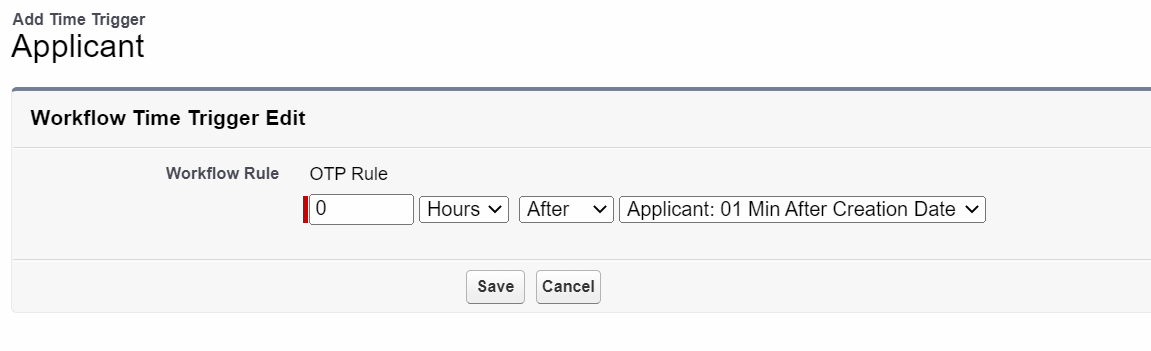 Add Time Trigger
Applicant
Workflow Time Trigger Edit
Workflow Rule OTP Rule
0 Hours After Applicant: 01 Min After Creation Date
Save Cancel